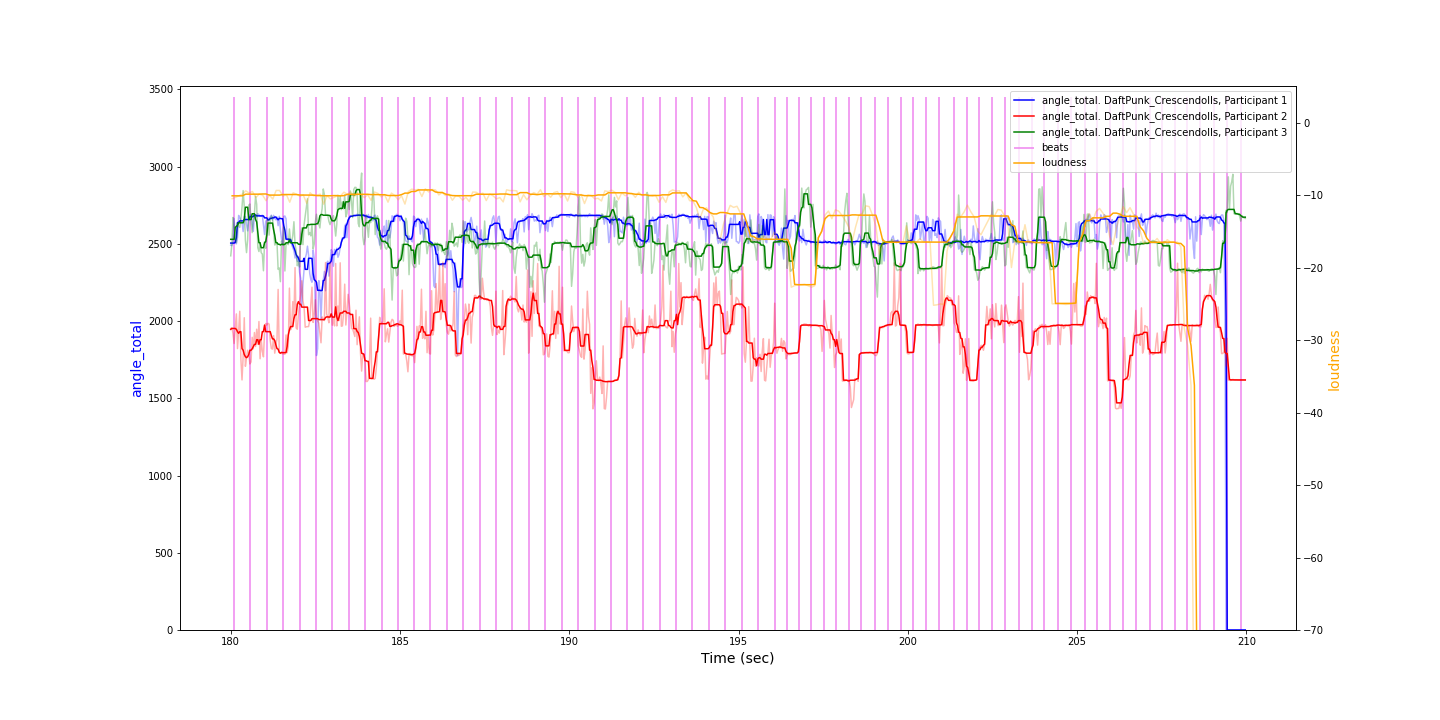 angle_total. DaftPunk_Crescendolls, Participant 1
angle_total. DaftPunk_Crescendolls, Participant 2
angle_total. DaftPunk_Crescendolls, Participant 3
beats
loudness
3500
3000
2500
2000
1500
1000
500
0
angle_total
0
−10
−20
−30
−40
−50
−60
−70
loudness
180
185
190
195
200
205
210
Time (sec)